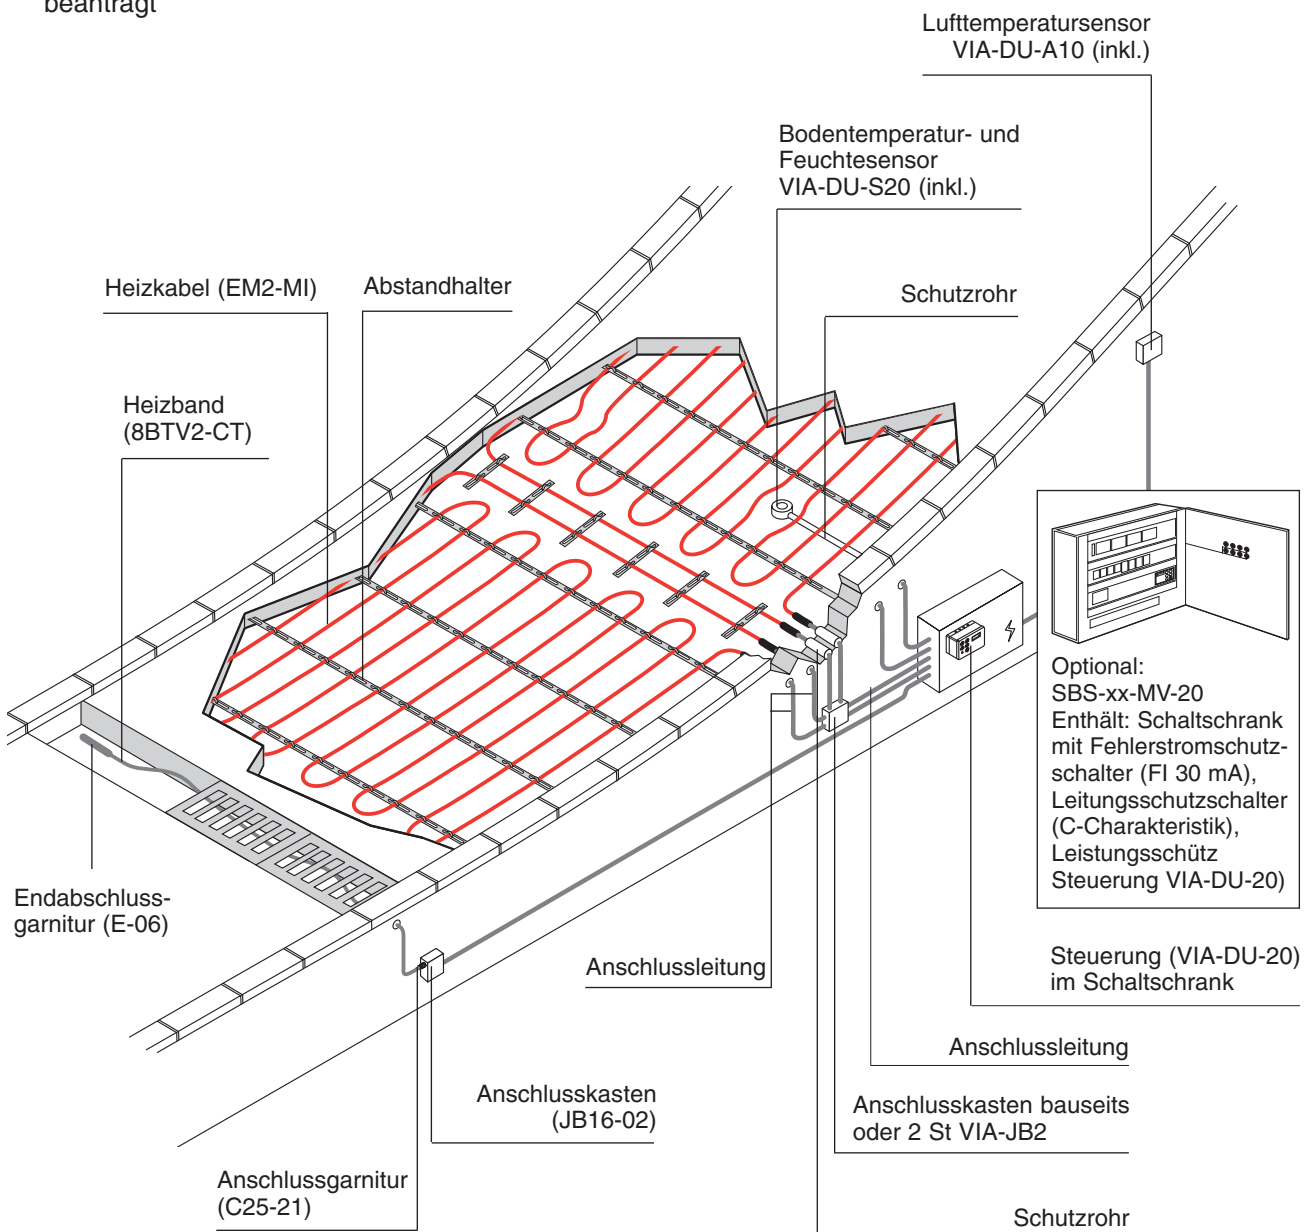 beantragt
Lufttemperatursensor
VIA-DU-A10 (inkl.)
Bodentemperatur- und
Feuchtesensor
VIA-DU-S20 (inkl.)
Heizkabel (EM2-MI)
Abstandhalter
Schutzrohr
Heizband
(8BTV2-CT)
Optional:
SBS-xx-MV-20
Enthält: Schaltschrank
mit Fehlerstromschutz-
schalter (FI 30 mA),
Leitungsschutzschalter
(C-Charakteristik),
Leistungsschütz
Steuerung VIA-DU-20)
Endabschluss-
garnitur (E-06)
Anschlussleitung
Steuerung (VIA-DU-20)
im Schaltschrank
Anschlussleitung
Anschlusskasten
(JB16-02)
Anschlusskasten bauseits
oder 2 St VIA-JB2
Anschlussgarnitur
(C25-21)
Schutzrohr